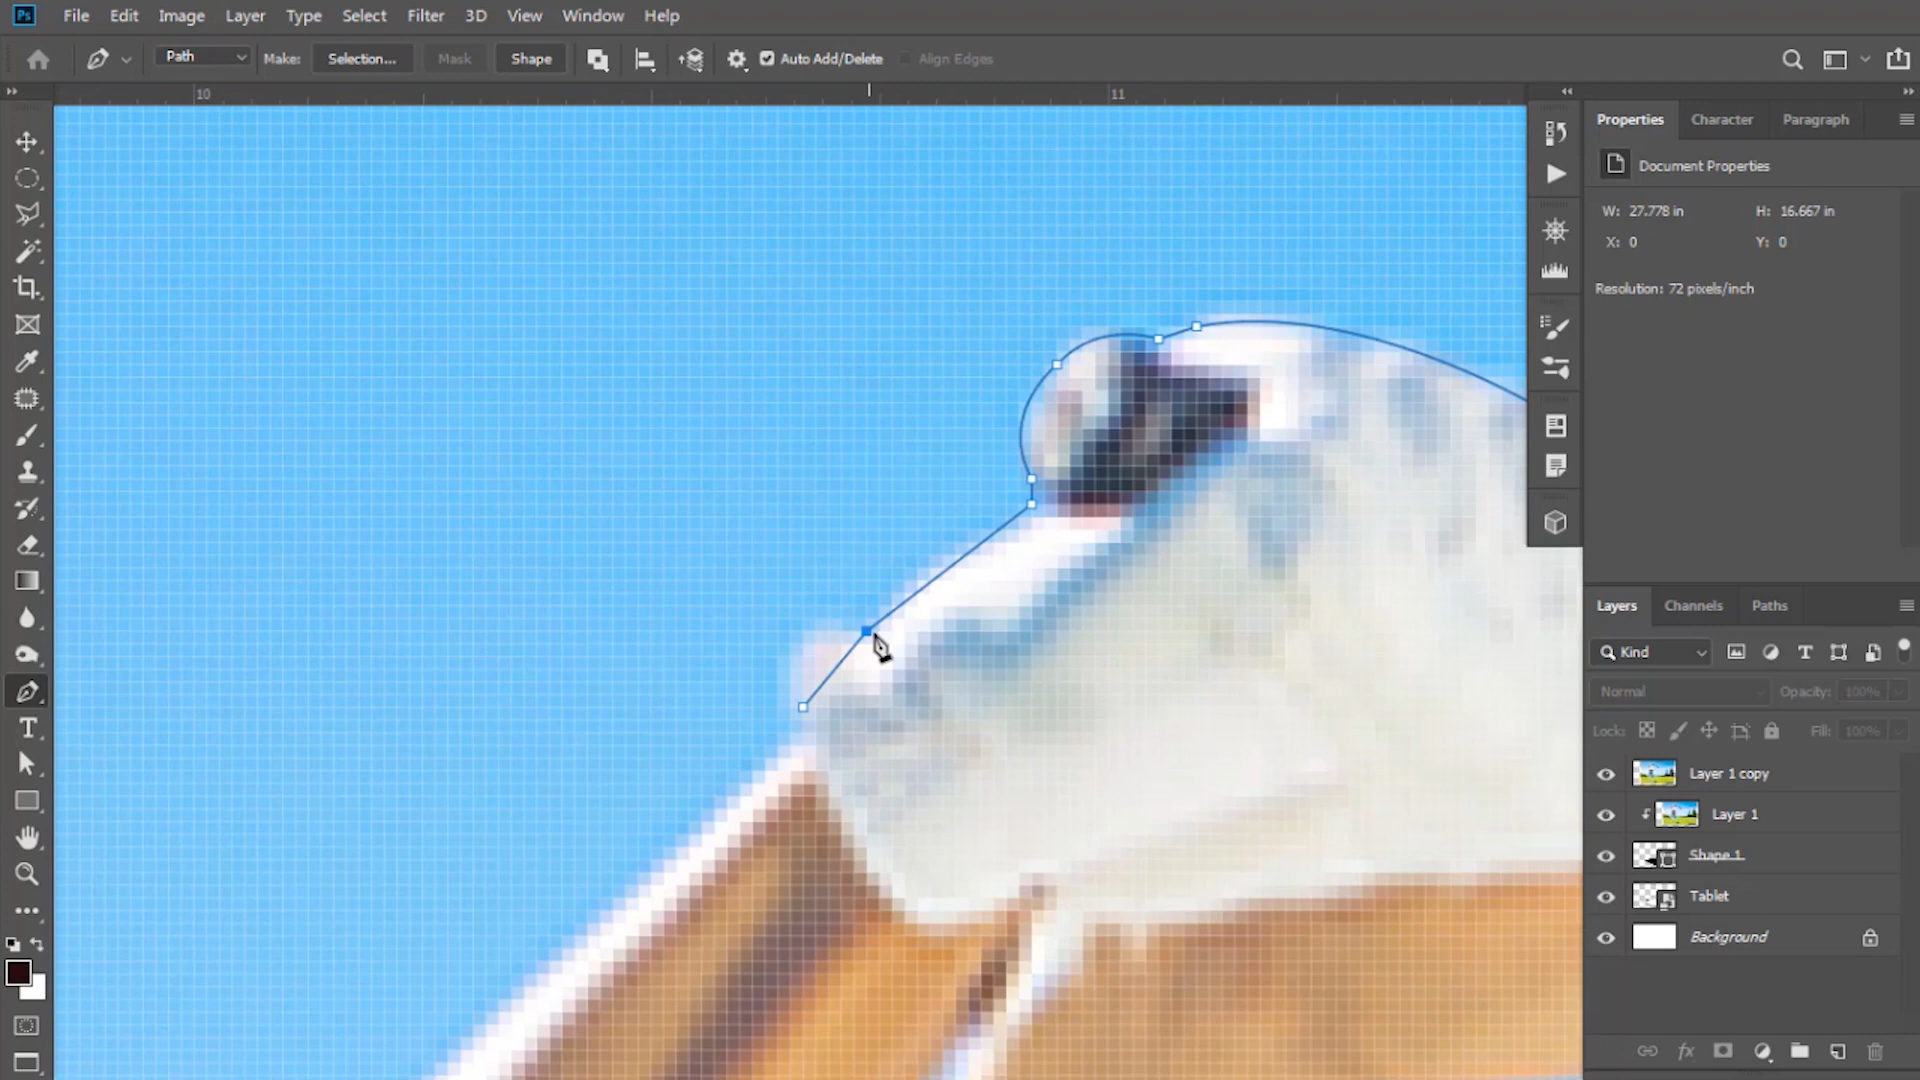 Ps File Edit Image Layer Type Select Filter 3D View Window Help
Path Make: Selection... Mask Shape Auto Add/Delete Align Edges
10 11
Properties Character Paragraph
Document Properties
W: 27.778 in H: 16.667 in
X: 0 Y: 0
Resolution: 72 pixels/inch
Layers Channels Paths
Kind
Normal Opacity: 100%
Lock: Fill: 100%
Layer 1 copy
Layer 1
Shape 1
Tablet
Background